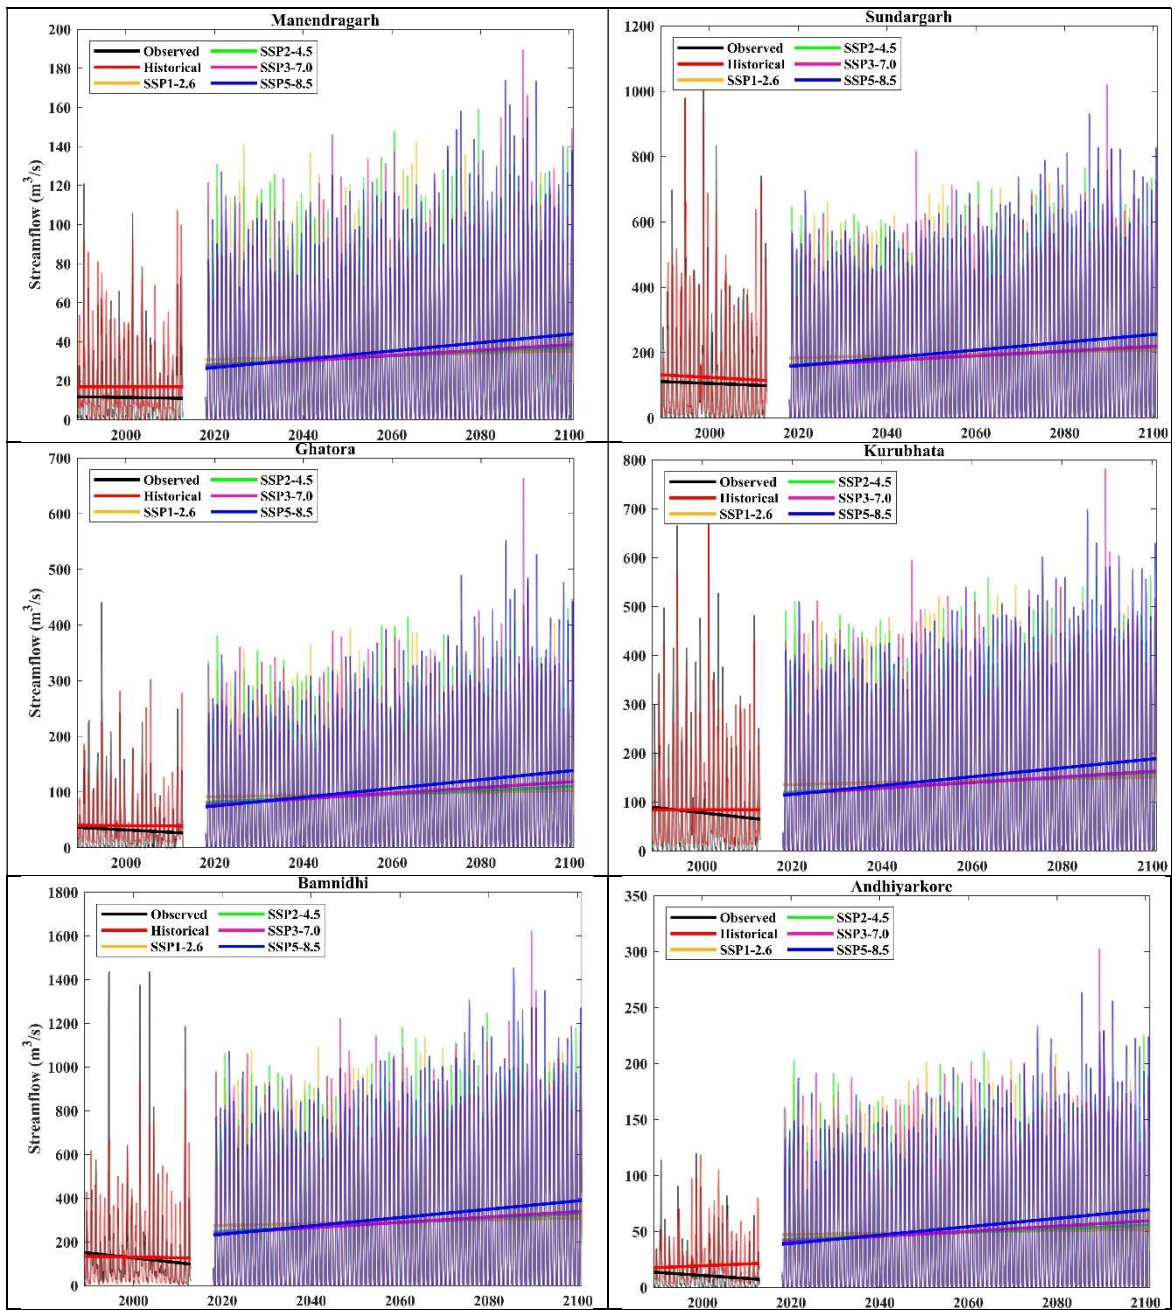 Manendragarh
200
180
160
140
120
100
80
60
40
20
0
Streamflow (m³/s)
Observed SSP2-4.5
Historical SSP3-7.0
SSP1-2.6 SSP5-8.5
2000 2020 2040 2060 2080 2100
Sundargarh
1200
1000
800
600
400
200
0
Observed SSP2-4.5
Historical SSP3-7.0
SSP1-2.6 SSP5-8.5
2000 2020 2040 2060 2080 2100
Ghatora
700
600
500
400
300
200
100
0
Streamflow (m³/s)
Observed SSP2-4.5
Historical SSP3-7.0
SSP1-2.6 SSP5-8.5
2000 2020 2040 2060 2080 2100
Kurubhata
800
700
600
500
400
300
200
100
0
Observed SSP2-4.5
Historical SSP3-7.0
SSP1-2.6 SSP5-8.5
2000 2020 2040 2060 2080 2100
Bamnidhi
1800
1600
1400
1200
1000
800
600
400
200
0
Streamflow (m³/s)
Observed SSP2-4.5
Historical SSP3-7.0
SSP1-2.6 SSP5-8.5
2000 2020 2040 2060 2080 2100
Andhiyarkore
350
300
250
200
150
100
50
0
Observed SSP2-4.5
Historical SSP3-7.0
SSP1-2.6 SSP5-8.5
2000 2020 2040 2060 2080 2100